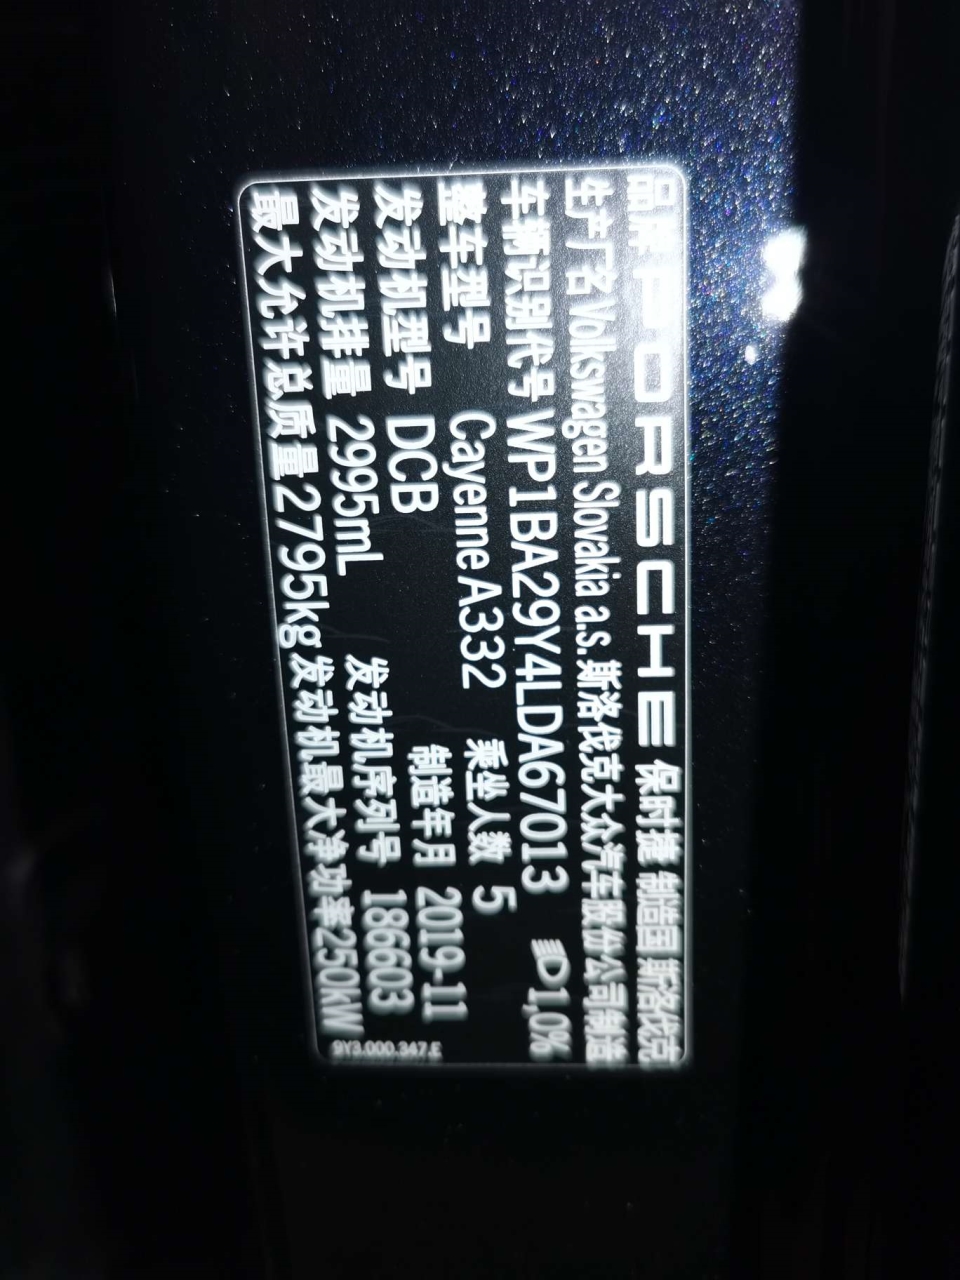 品牌 PORSCHE 保时捷 制造国 斯洛伐克
生产厂名 Volkswagen Slovakia a.s. 斯洛伐克大众汽车股份公司制造
车辆识别代号 WP1BA29Y4LDA67013 1,0%
整车型号 Cayenne A332 乘坐人数 5
发动机型号 DCB 制造年月 2019-11
发动机排量 2995mL 发动机序列号 186603
最大允许总质量 2795kg 发动机最大净功率 250kW
9Y3.000.347.E